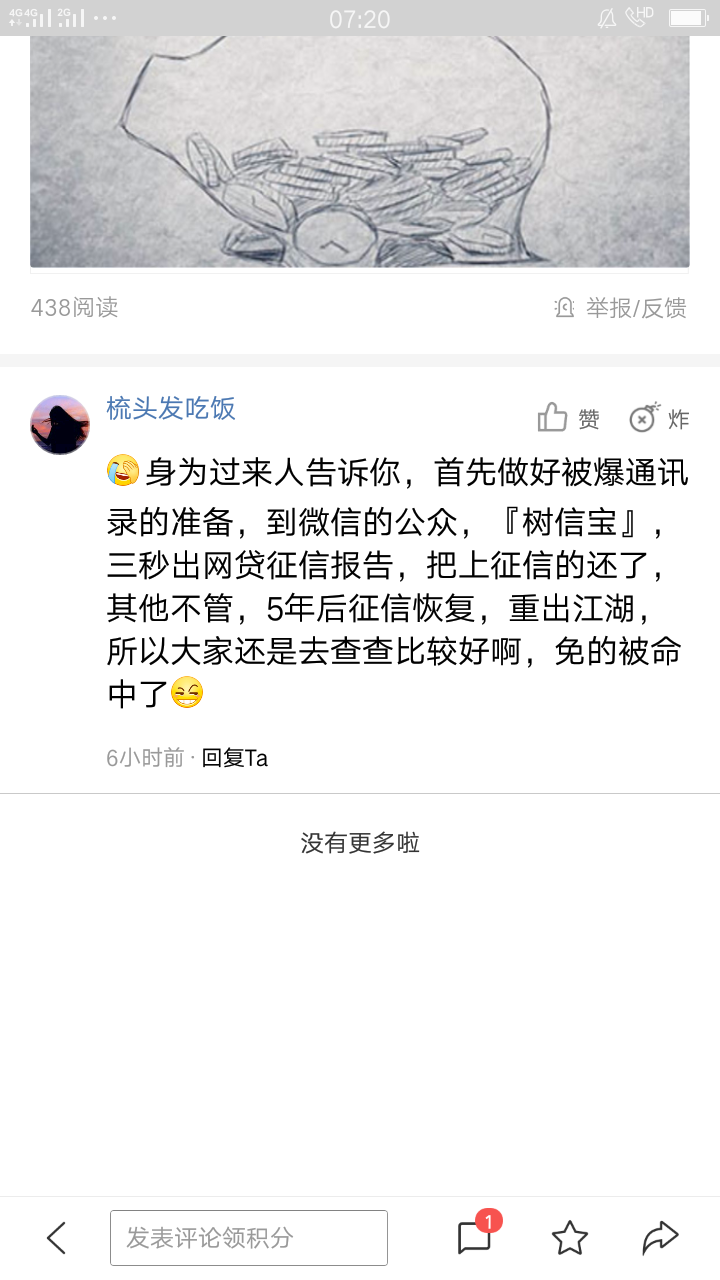 4G 4G 2G 07:20 HD
438阅读 举报/反馈
梳头发吃饭 赞 炸
身为过来人告诉你，首先做好被爆通讯
录的准备，到微信的公众，『树信宝』，
三秒出网贷征信报告，把上征信的还了，
其他不管，5年后征信恢复，重出江湖，
所以大家还是去查查比较好啊，免的被命
中了
6小时前 · 回复Ta
没有更多啦
发表评论领积分 1